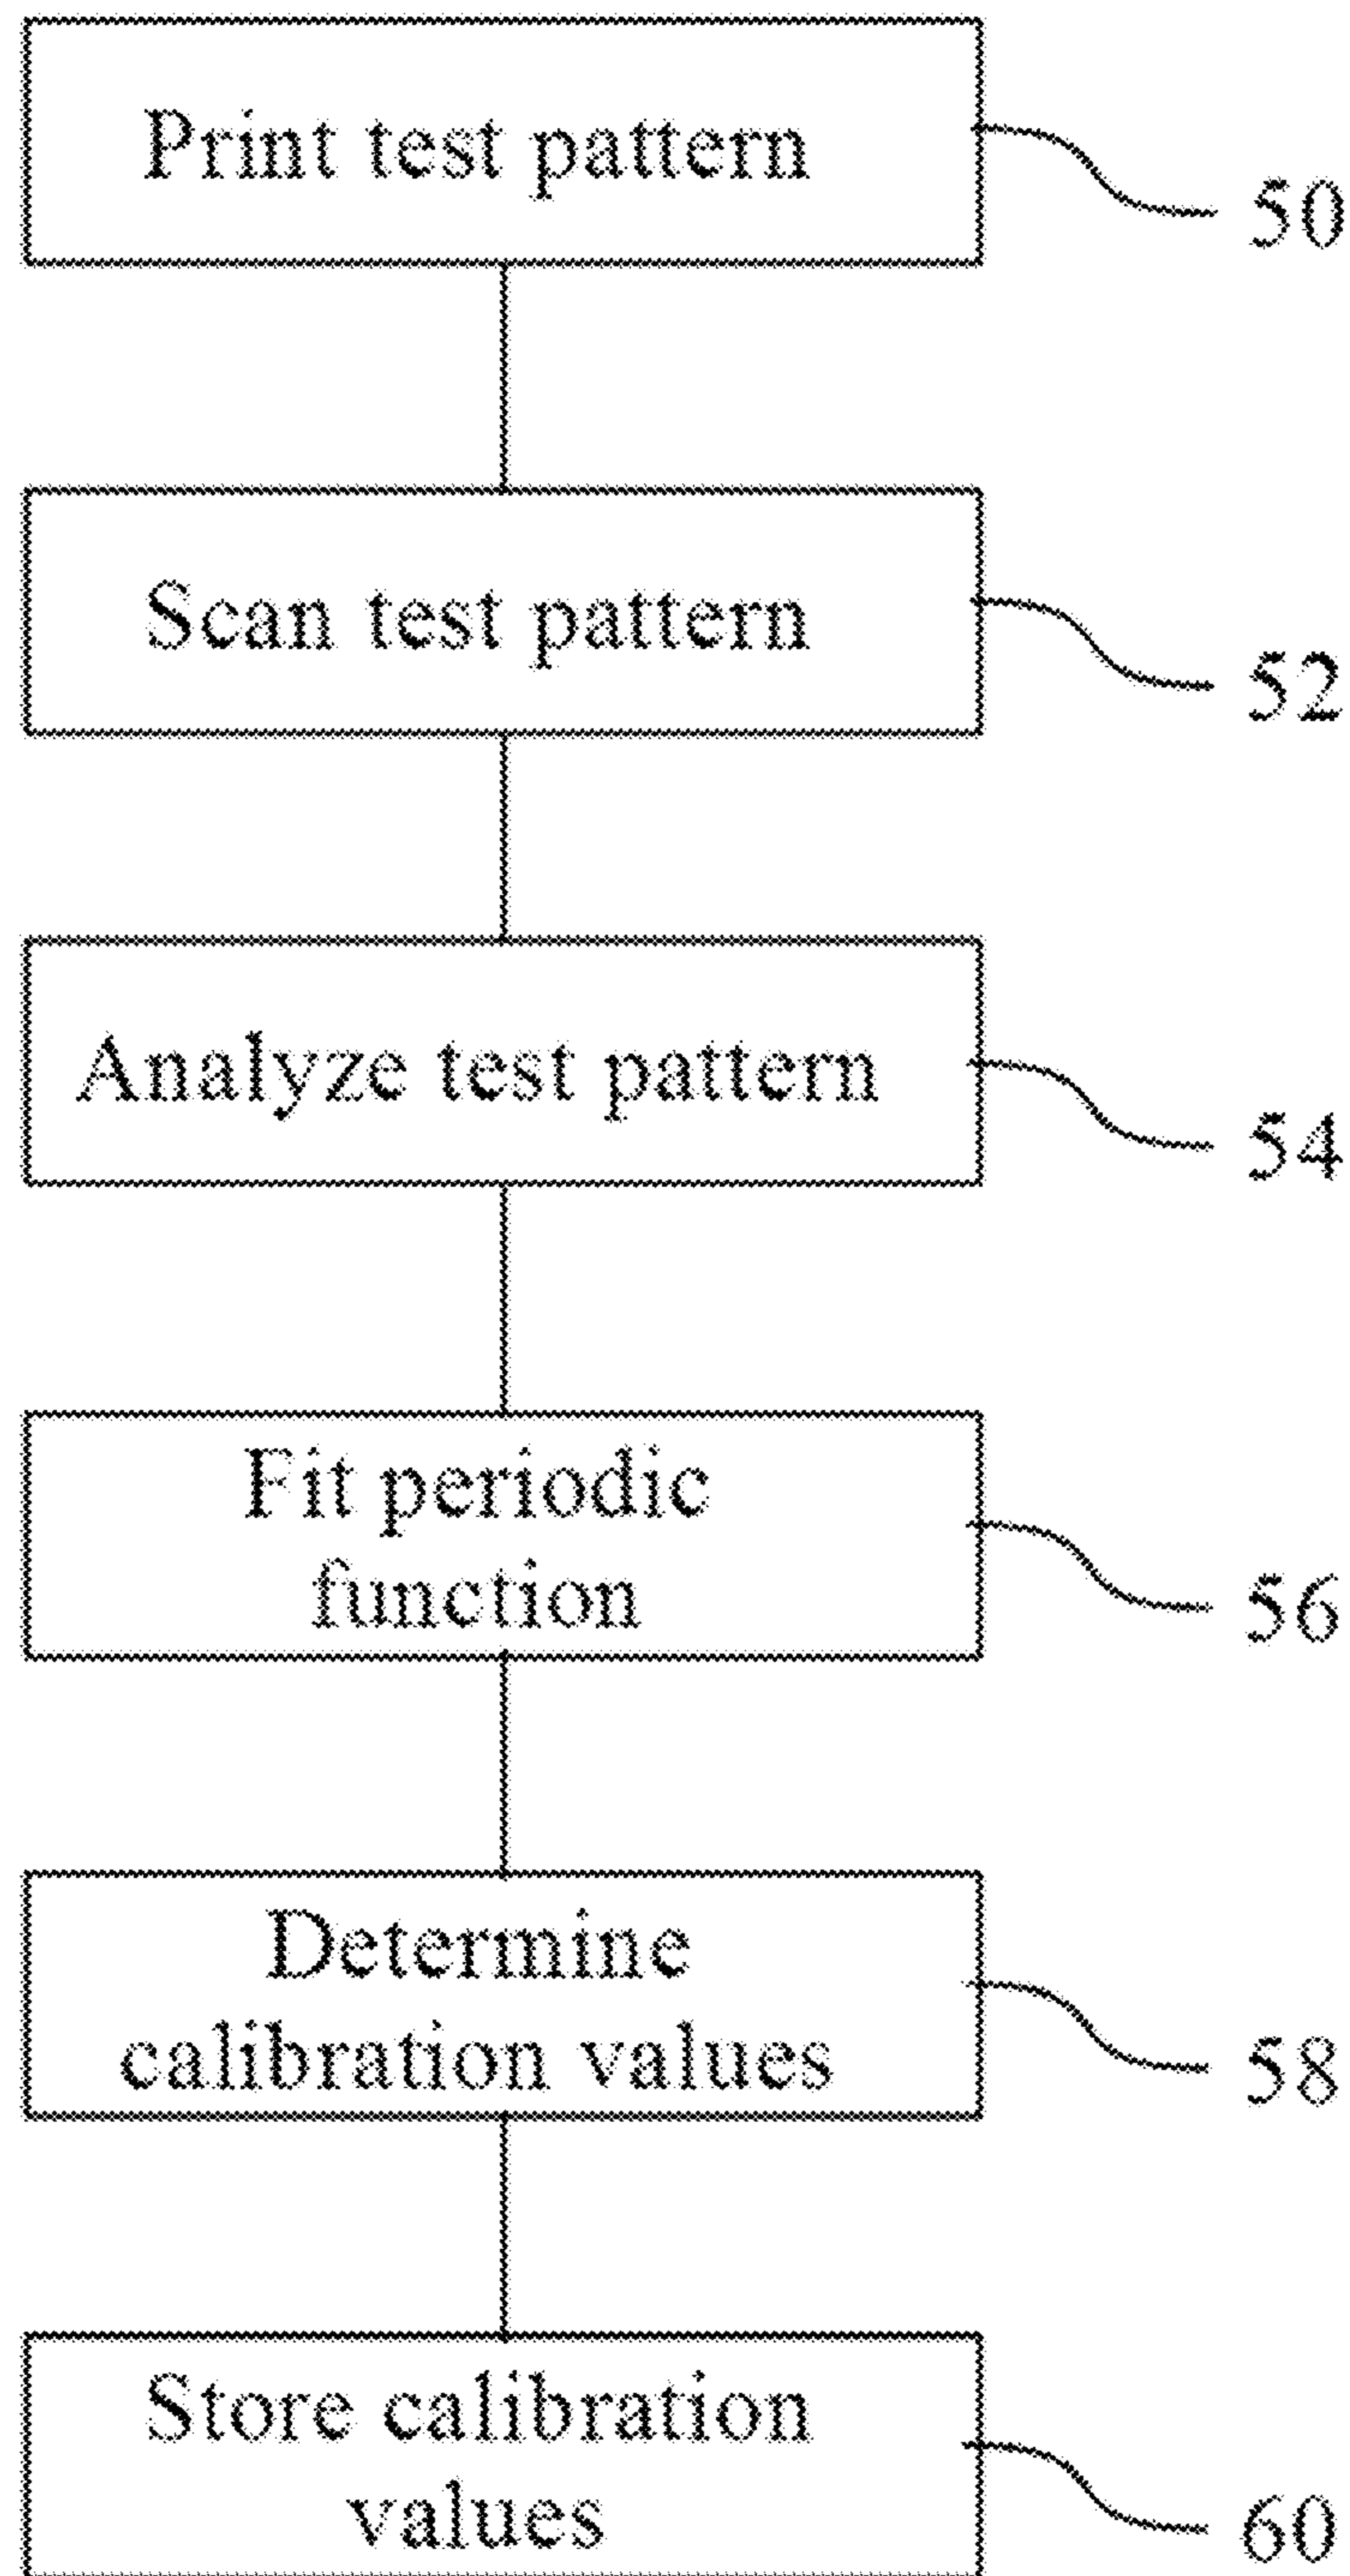 Print test pattern
50
Scan test pattern
52
Analyze test pattern
54
Fit periodic
function
56
Determine
calibration values
58
Store calibration
values
60